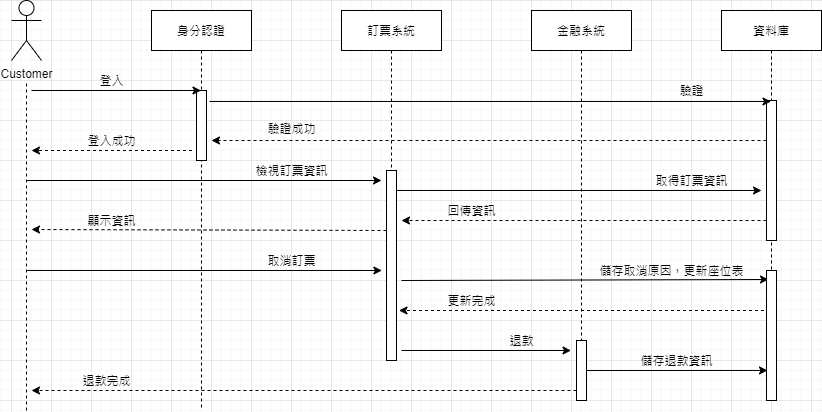 身分認證
訂票系統
金融系統
資料庫
Customer
登入
驗證
驗證成功
登入成功
檢視訂票資訊
取得訂票資訊
回傳資訊
顯示資訊
取消訂票
儲存取消原因，更新座位表
更新完成
退款
儲存退款資訊
退款完成